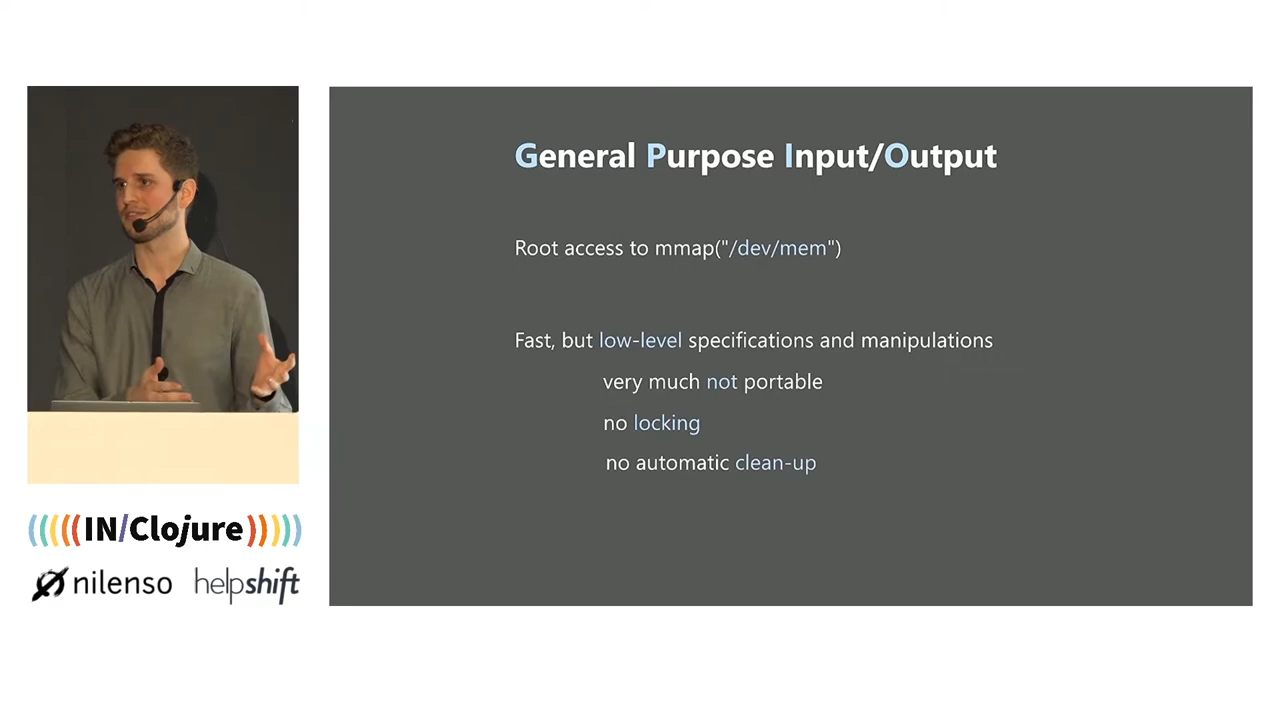 General Purpose Input/Output
Root access to mmap("/dev/mem")
Fast, but low-level specifications and manipulations
very much not portable
no locking
no automatic clean-up
(((((IN/Clojure)))))
nilenso helpshift